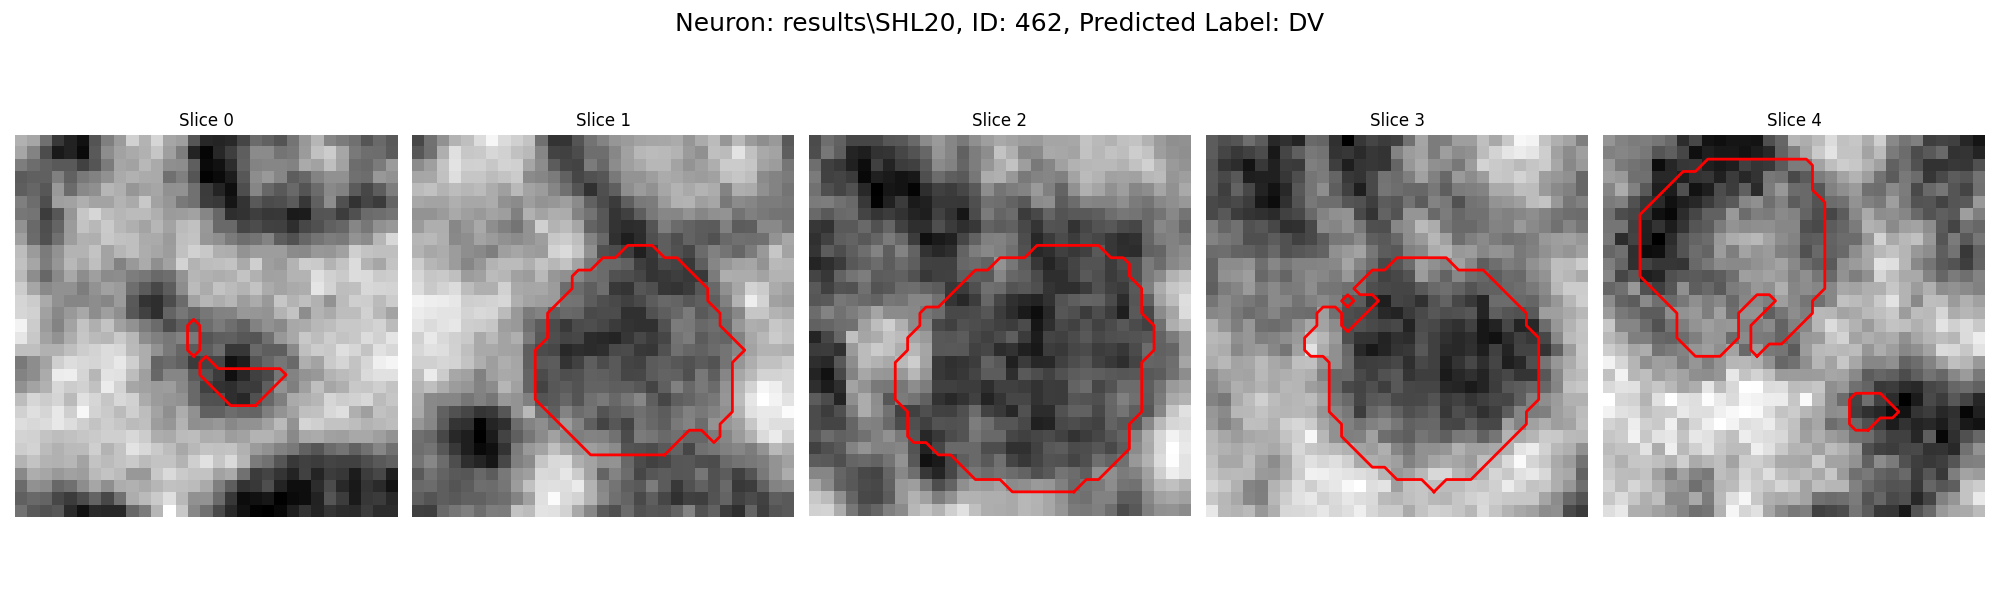 Neuron: results\SHL20, ID: 462, Predicted Label: DV
Slice 0
Slice 1
Slice 2
Slice 3
Slice 4